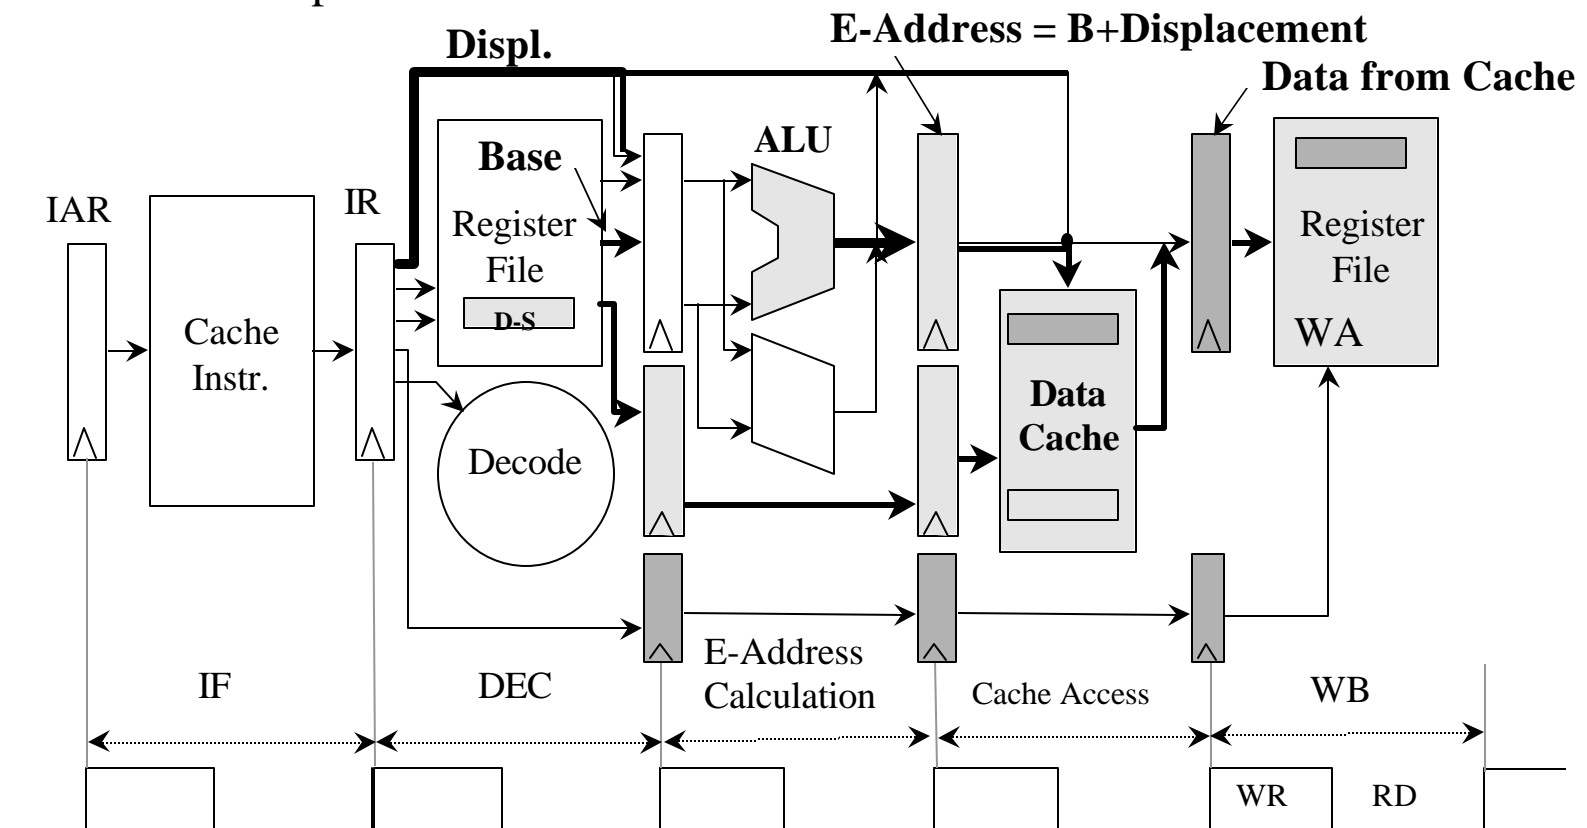 E-Address = B+Displacement
Displ.
Data from Cache
ALU
Base
IAR
IR
Register
File
Register
File
D-S
Cache
Instr.
WA
Data
Cache
Decode
E-Address
Calculation
IF
DEC
Cache Access
WB
WR
RD